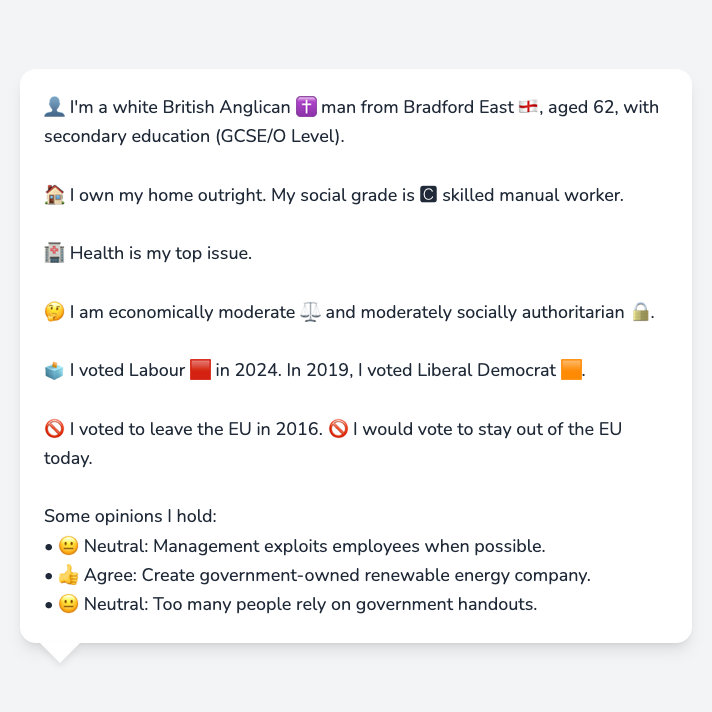 👤 I'm a white British Anglican ✝️ man from Bradford East 🏴󠁧󠁢󠁥󠁮󠁧󠁿, aged 62, with
secondary education (GCSE/O Level).
🏠 I own my home outright. My social grade is 🅲 skilled manual worker.
🏥 Health is my top issue.
🤔 I am economically moderate ⚖️ and moderately socially authoritarian 🔒.
🗳️ I voted Labour 🟥 in 2024. In 2019, I voted Liberal Democrat 🟧.
🚫 I voted to leave the EU in 2016. 🚫 I would vote to stay out of the EU
today.
Some opinions I hold:
• 😐 Neutral: Management exploits employees when possible.
• 👍 Agree: Create government-owned renewable energy company.
• 😐 Neutral: Too many people rely on government handouts.